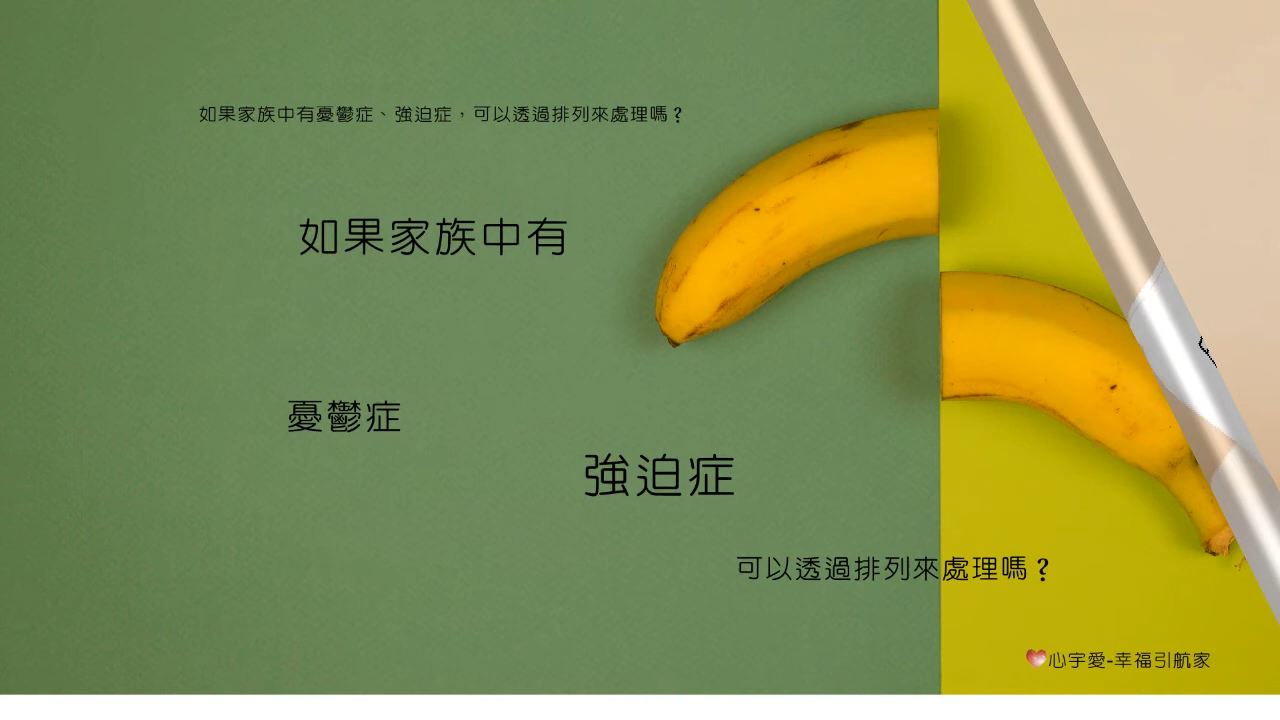 如果家族中有憂鬱症、強迫症，可以透過排列來處理嗎？
如果家族中有
憂鬱症
強迫症
可以透過排列來處理嗎？
心宇愛-幸福引航家